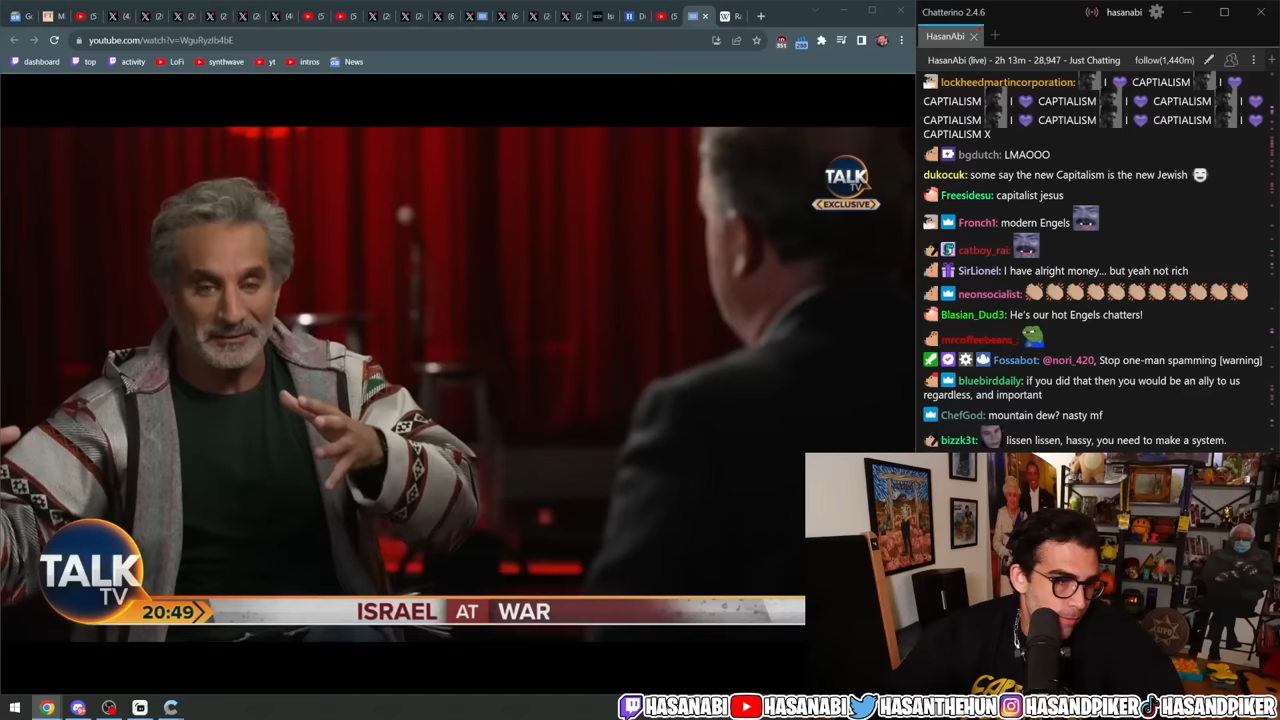 Chatterino 2.4.6
hasanabi
youtube.com/watch?v=WguRyzIb4bE
HasanAbi
dashboard
top
activity
LoFi
synthwave
yt
intros
News
HasanAbi (live) - 2h 13m - 28,947 - Just Chatting
follow(1,440m)
lockheedmartincorporation: I CAPTIALISM I
CAPTIALISM I CAPTIALISM I CAPTIALISM I
CAPTIALISM I CAPTIALISM I CAPTIALISM I
CAPTIALISM X
bgdutch: LMAOOO
dukocuk: some say the new Capitalism is the new Jewish
Freesidesu: capitalist jesus
Fronch1: modern Engels
catboy_rai:
SirLionel: I have alright money... but yeah not rich
neonsocialist:
Blasian_Dud3: He's our hot Engels chatters!
mrcoffeebeans_:
Fossabot: @nori_420, Stop one-man spamming [warning]
bluebirddaily: if you did that then you would be an ally to us
regardless, and important
ChefGod: mountain dew? nasty mf
bizzk3t: lissen lissen, hassy, you need to make a system.
TALK
TV
EXCLUSIVE
TALK
TV
20:49
ISRAEL AT WAR
HASANABI
HASANABI
HASANTHEHUN
HASANDPIKER
HASANDPIKER